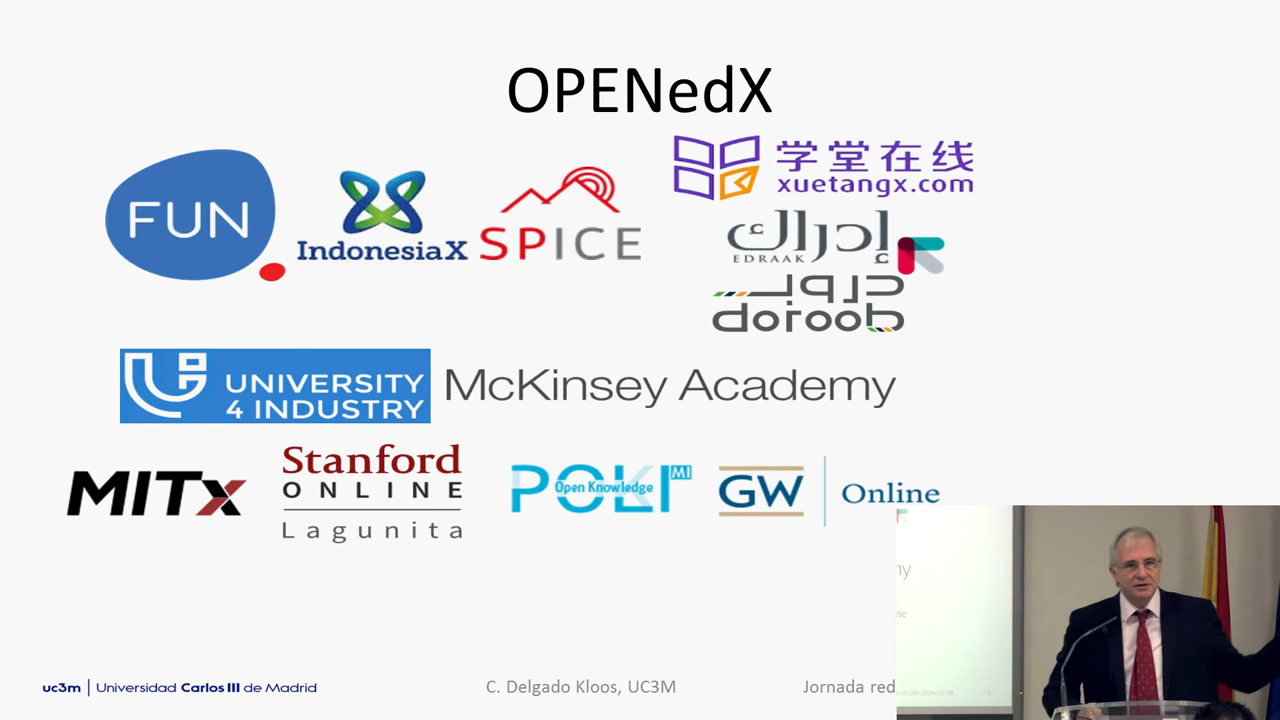 OPENedX
FUN
IndonesiaX
SPICE
学堂在线
xuetangx.com
إدراك
EDRAAK
دروب
doroob
UNIVERSITY
4 INDUSTRY
McKinsey Academy
MITx
Stanford
ONLINE
Lagunita
POLI MI
Open Knowledge
GW Online
uc3m | Universidad Carlos III de Madrid
C. Delgado Kloos, UC3M
Jornada red